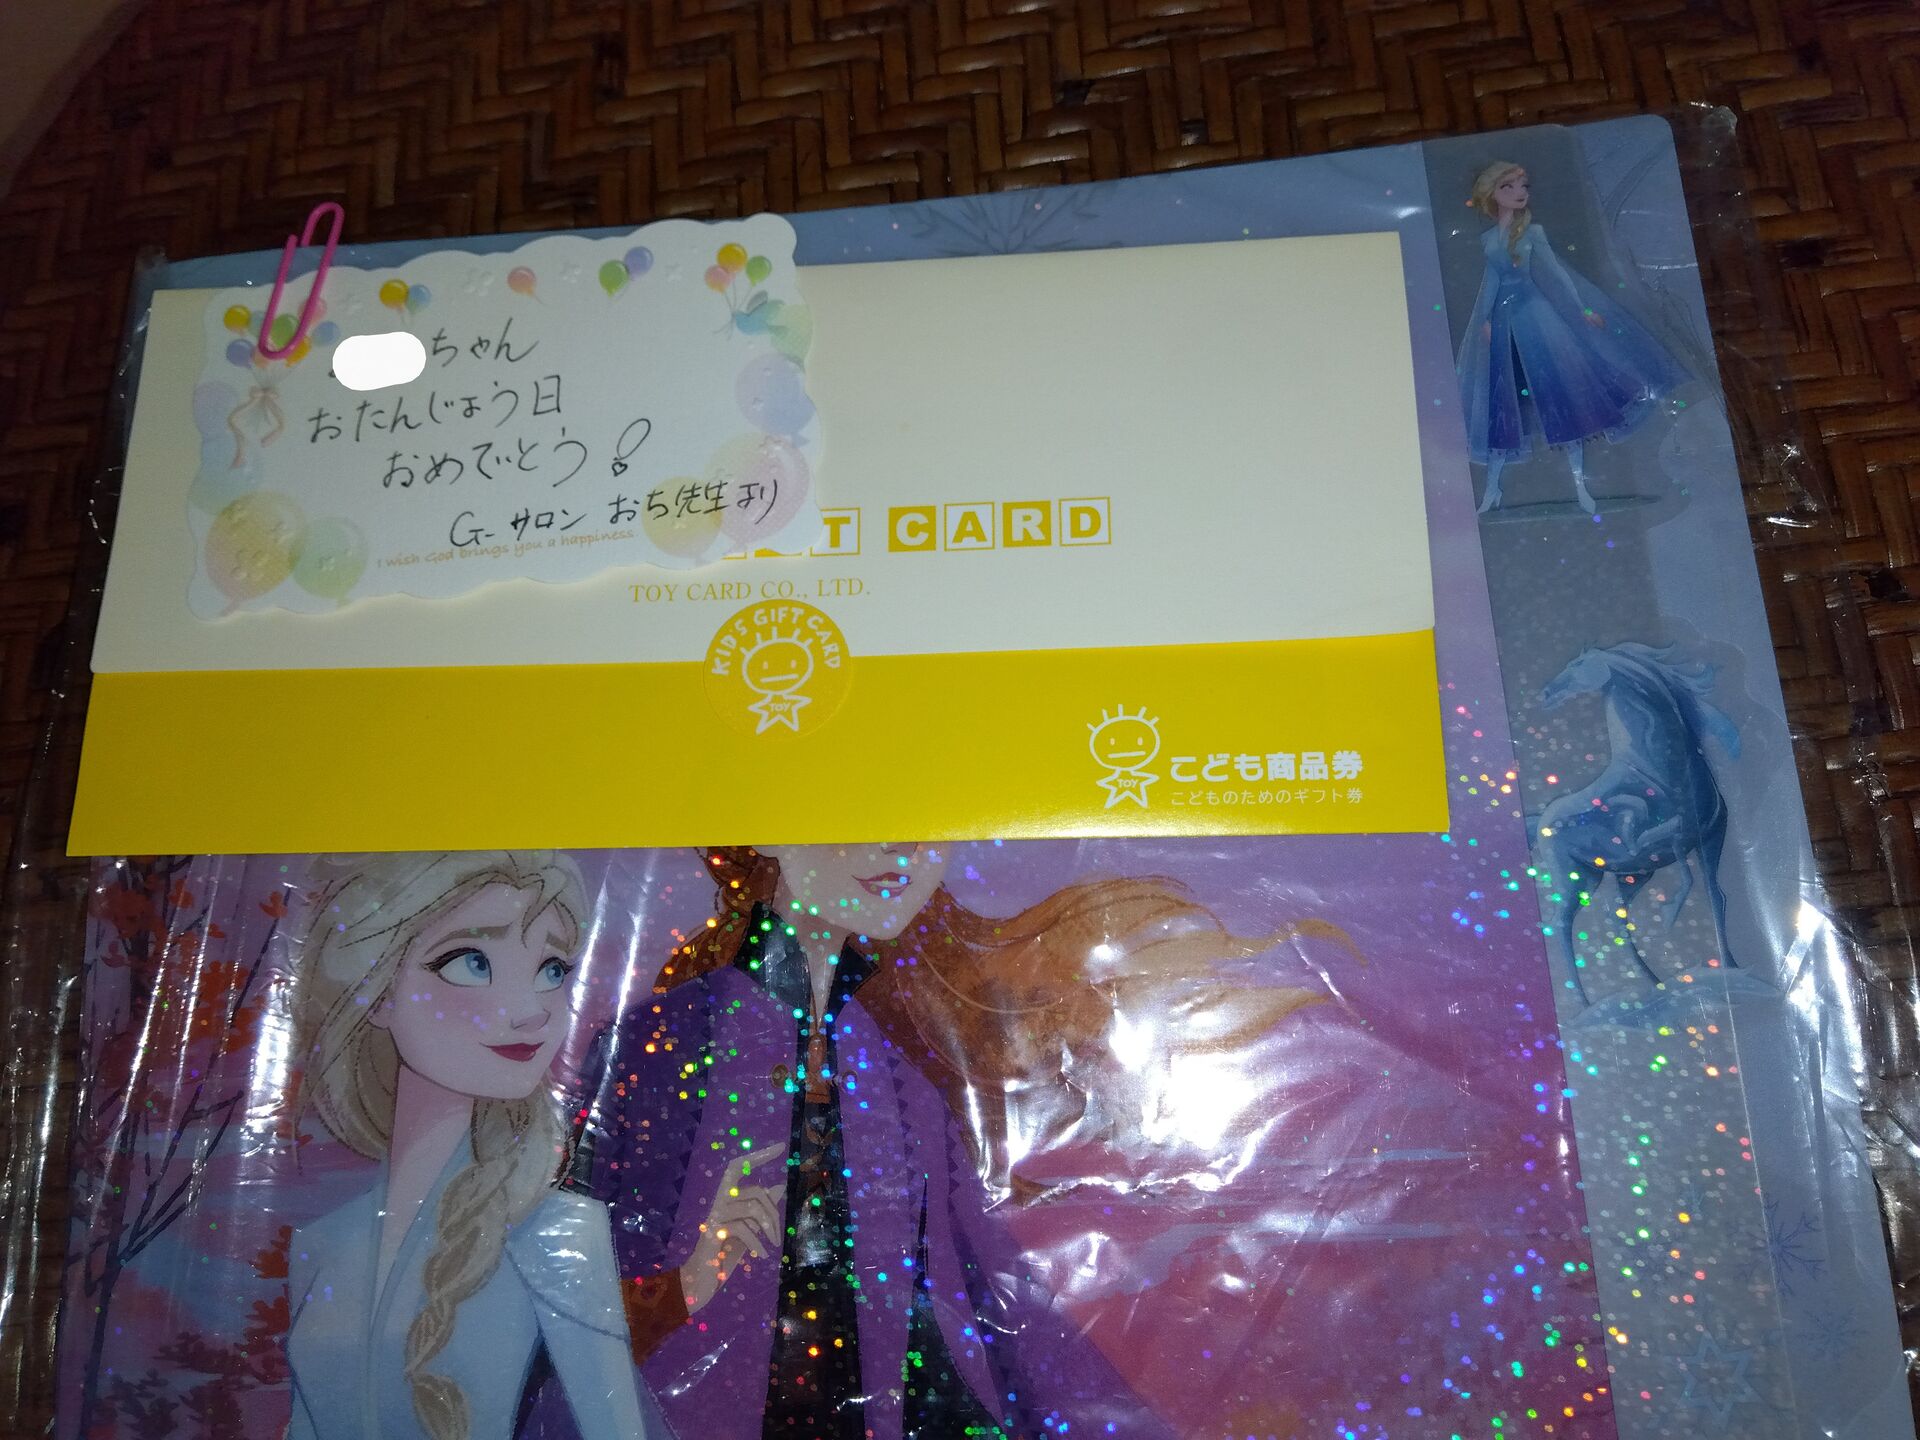 ちゃん
おたんじょう日
おめでとう!
G-サロン おち先生より
I wish God brings you a happiness
T CARD
TOY CARD CO., LTD.
KID'S GIFT CARD
TOY
TOY
こども商品券
こどものためのギフト券